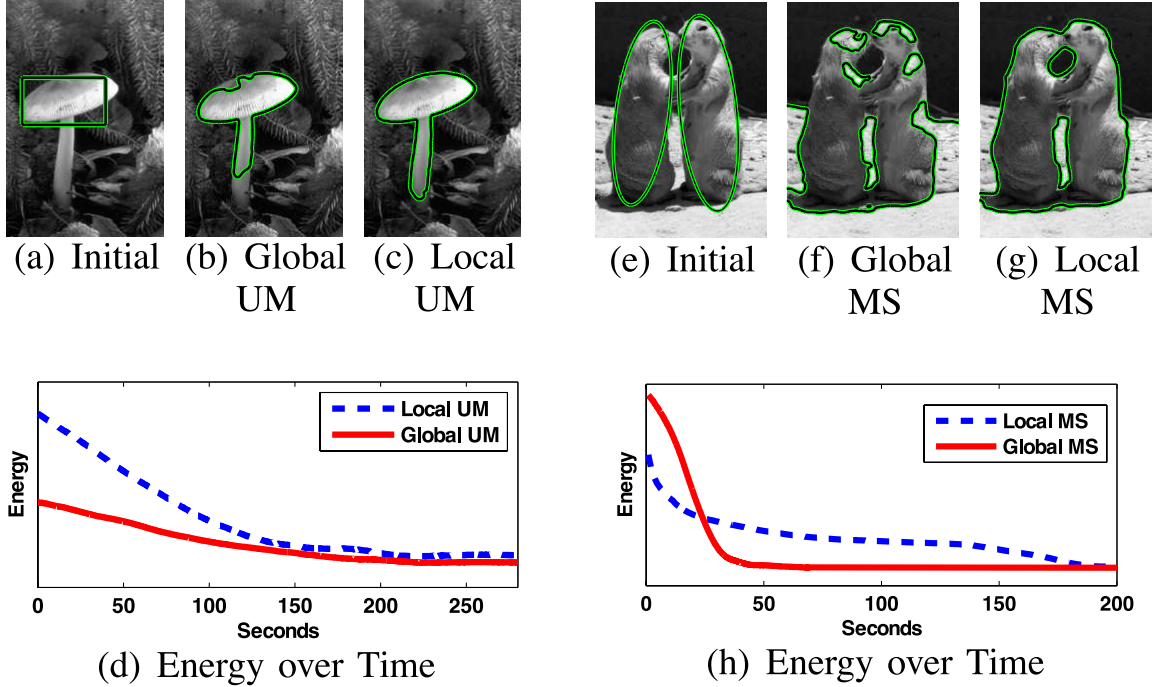 (a) Initial
(b) Global
UM
(c) Local
UM
(e) Initial
(f) Global
MS
(g) Local
MS
Energy
Local UM
Global UM
0 50 100 150 200 250
Seconds
(d) Energy over Time
Energy
Local MS
Global MS
0 50 100 150 200
Seconds
(h) Energy over Time